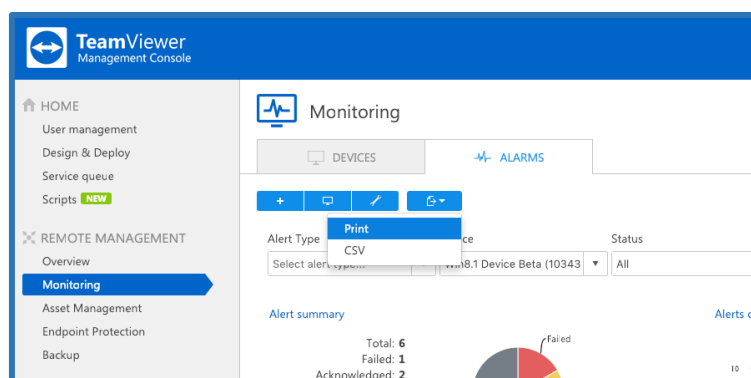 TeamViewer
Management Console
HOME
User management
Design & Deploy
Service queue
Scripts NEW
REMOTE MANAGEMENT
Overview
Monitoring
Asset Management
Endpoint Protection
Backup
Monitoring
DEVICES
ALARMS
+
Print
CSV
Alert Type
ce
Status
Select alert type...
Win8.1 Device Beta (10343
All
Alert summary
Alerts
Total: 6
Failed: 1
Acknowledged: 2
Failed
10